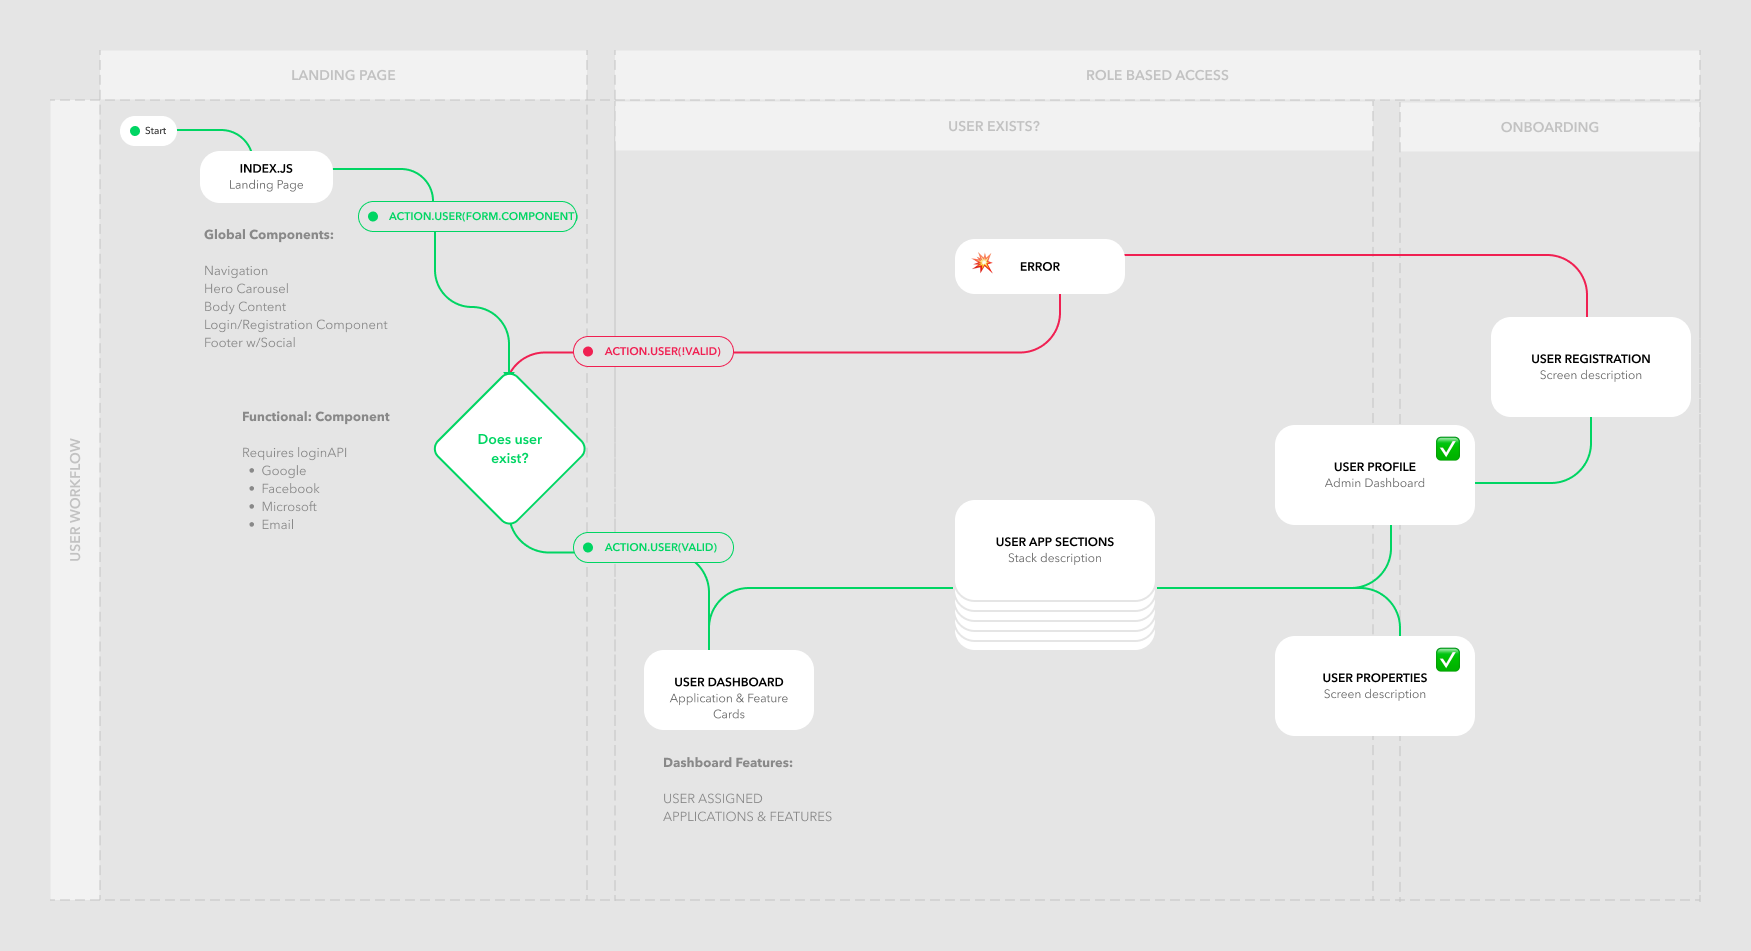 LANDING PAGE
ROLE BASED ACCESS
USER EXISTS?
ONBOARDING
USER WORKFLOW
Start
INDEX.JS
Landing Page
ACTION.USER(FORM.COMPONENT)
Global Components:
Navigation
Hero Carousel
Body Content
Login/Registration Component
Footer w/Social
ERROR
ACTION.USER(!VALID)
USER REGISTRATION
Screen description
Functional: Component
Requires loginAPI
• Google
• Facebook
• Microsoft
• Email
Does user
exist?
USER PROFILE
Admin Dashboard
ACTION.USER(VALID)
USER APP SECTIONS
Stack description
USER DASHBOARD
Application & Feature
Cards
USER PROPERTIES
Screen description
Dashboard Features:
USER ASSIGNED
APPLICATIONS & FEATURES